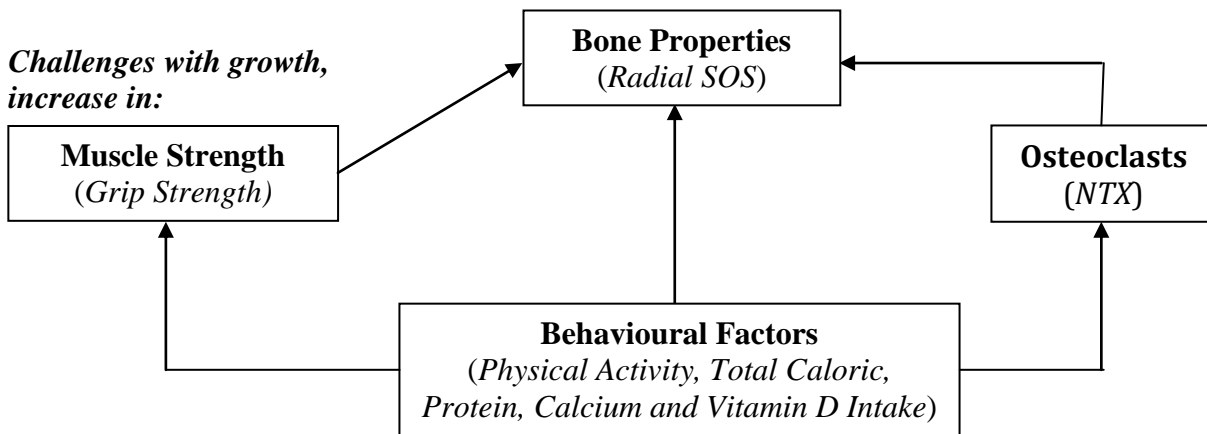 Bone Properties
(Radial SOS)
Challenges with growth,
increase in:
Muscle Strength
(Grip Strength)
Osteoclasts
(NTX)
Behavioural Factors
(Physical Activity, Total Caloric,
Protein, Calcium and Vitamin D Intake)